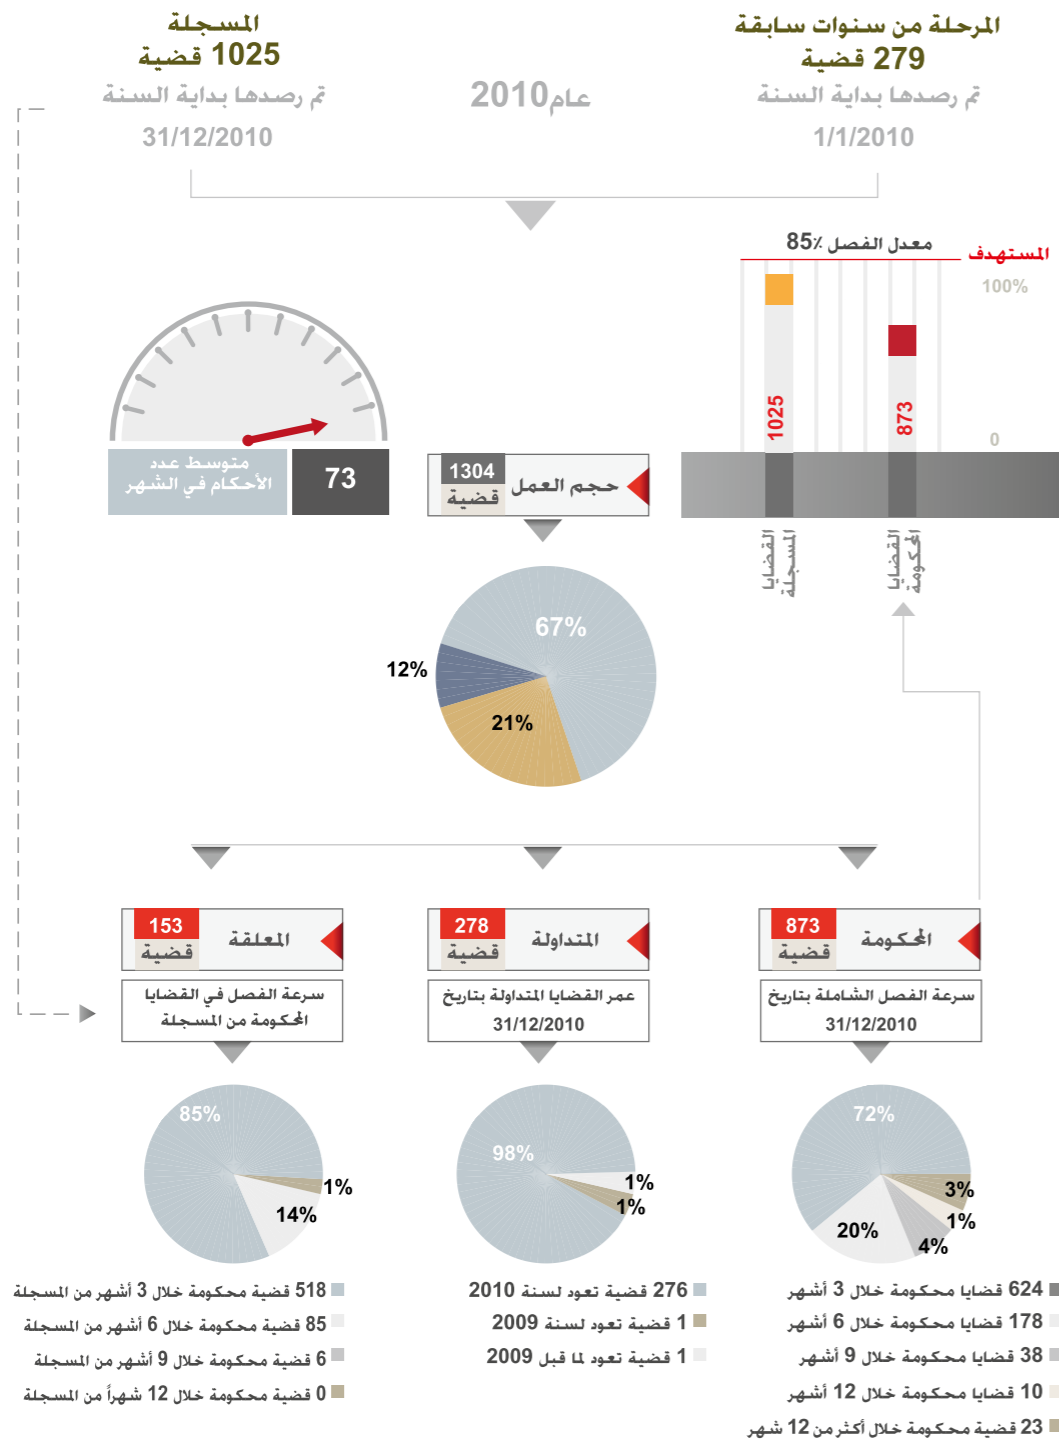 المرحلة من سنوات سابقة
279 قضية
تم رصدها بداية السنة
1/1/2010
عام2010
المسجلة
1025 قضية
تم رصدها بداية السنة
31/12/2010
معدل الفصل 85%
المستهدف
100%
0
1025
873
القضايا المسجلة
القضايا المحكومة
متوسط عدد
الأحكام في الشهر
73
حجم العمل
1304
قضية
67%
12%
21%
المحكومة
873
قضية
سرعة الفصل الشاملة بتاريخ
31/12/2010
72%
3%
1%
4%
20%
624 قضايا محكومة خلال 3 أشهر
178 قضايا محكومة خلال 6 أشهر
38 قضايا محكومة خلال 9 أشهر
10 قضايا محكومة خلال 12 أشهر
23 قضية محكومة خلال أكثر من 12 شهر
المتداولة
278
قضية
عمر القضايا المتداولة بتاريخ
31/12/2010
98%
1%
1%
276 قضية تعود لسنة 2010
1 قضية تعود لسنة 2009
1 قضية تعود لما قبل 2009
المعلقة
153
قضية
سرعة الفصل في القضايا
المحكومة من المسجلة
85%
1%
14%
518 قضية محكومة خلال 3 أشهر من المسجلة
85 قضية محكومة خلال 6 أشهر من المسجلة
6 قضية محكومة خلال 9 أشهر من المسجلة
0 قضية محكومة خلال 12 شهراً من المسجلة